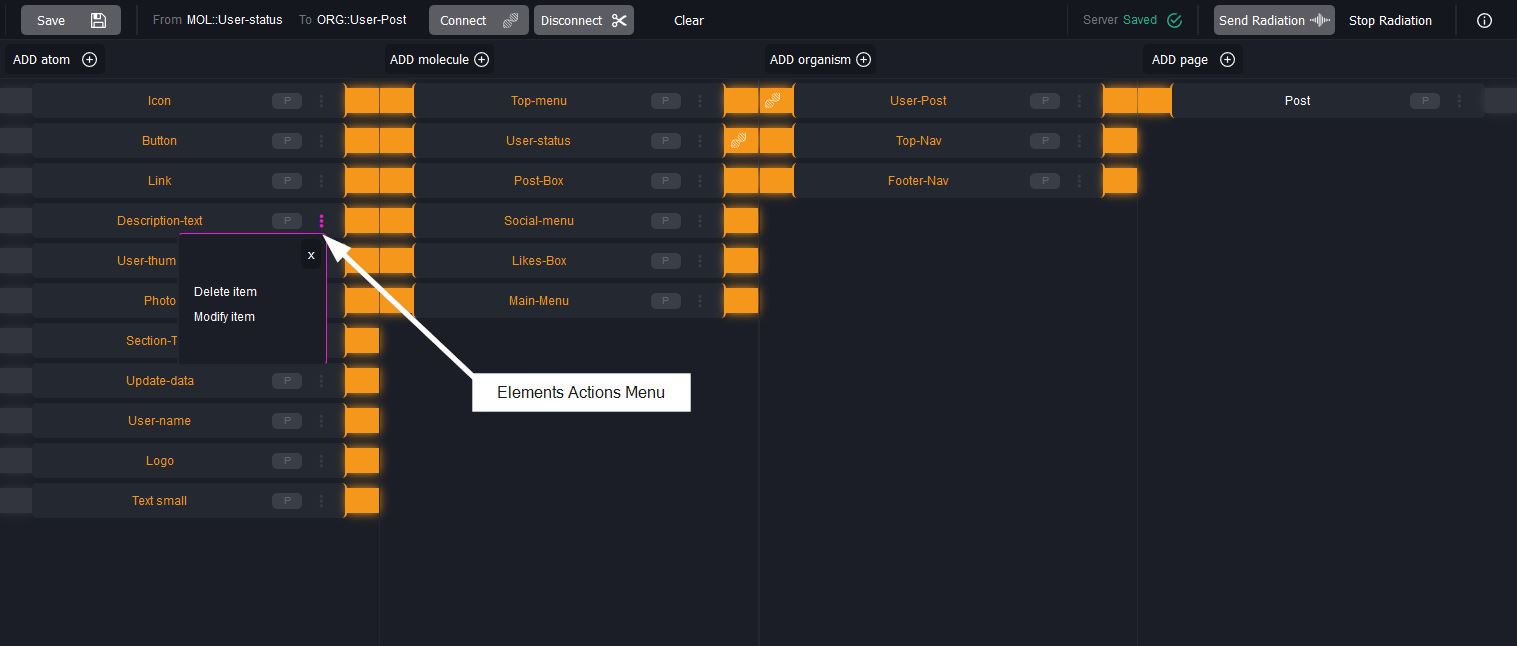 Save From MOL::User-status To ORG::User-Post Connect Disconnect Clear Server Saved Send Radiation Stop Radiation
ADD atom ADD molecule ADD organism ADD page
Icon P Top-menu P User-Post P Post P
Button P User-status P Top-Nav P
Link P Post-Box P Footer-Nav P
Description-text P Social-menu P
User-thum x Likes-Box P
Delete item
Photo Main-Menu P
Modify item
Section-T
Update-data P
Elements Actions Menu
User-name P
Logo P
Text small P